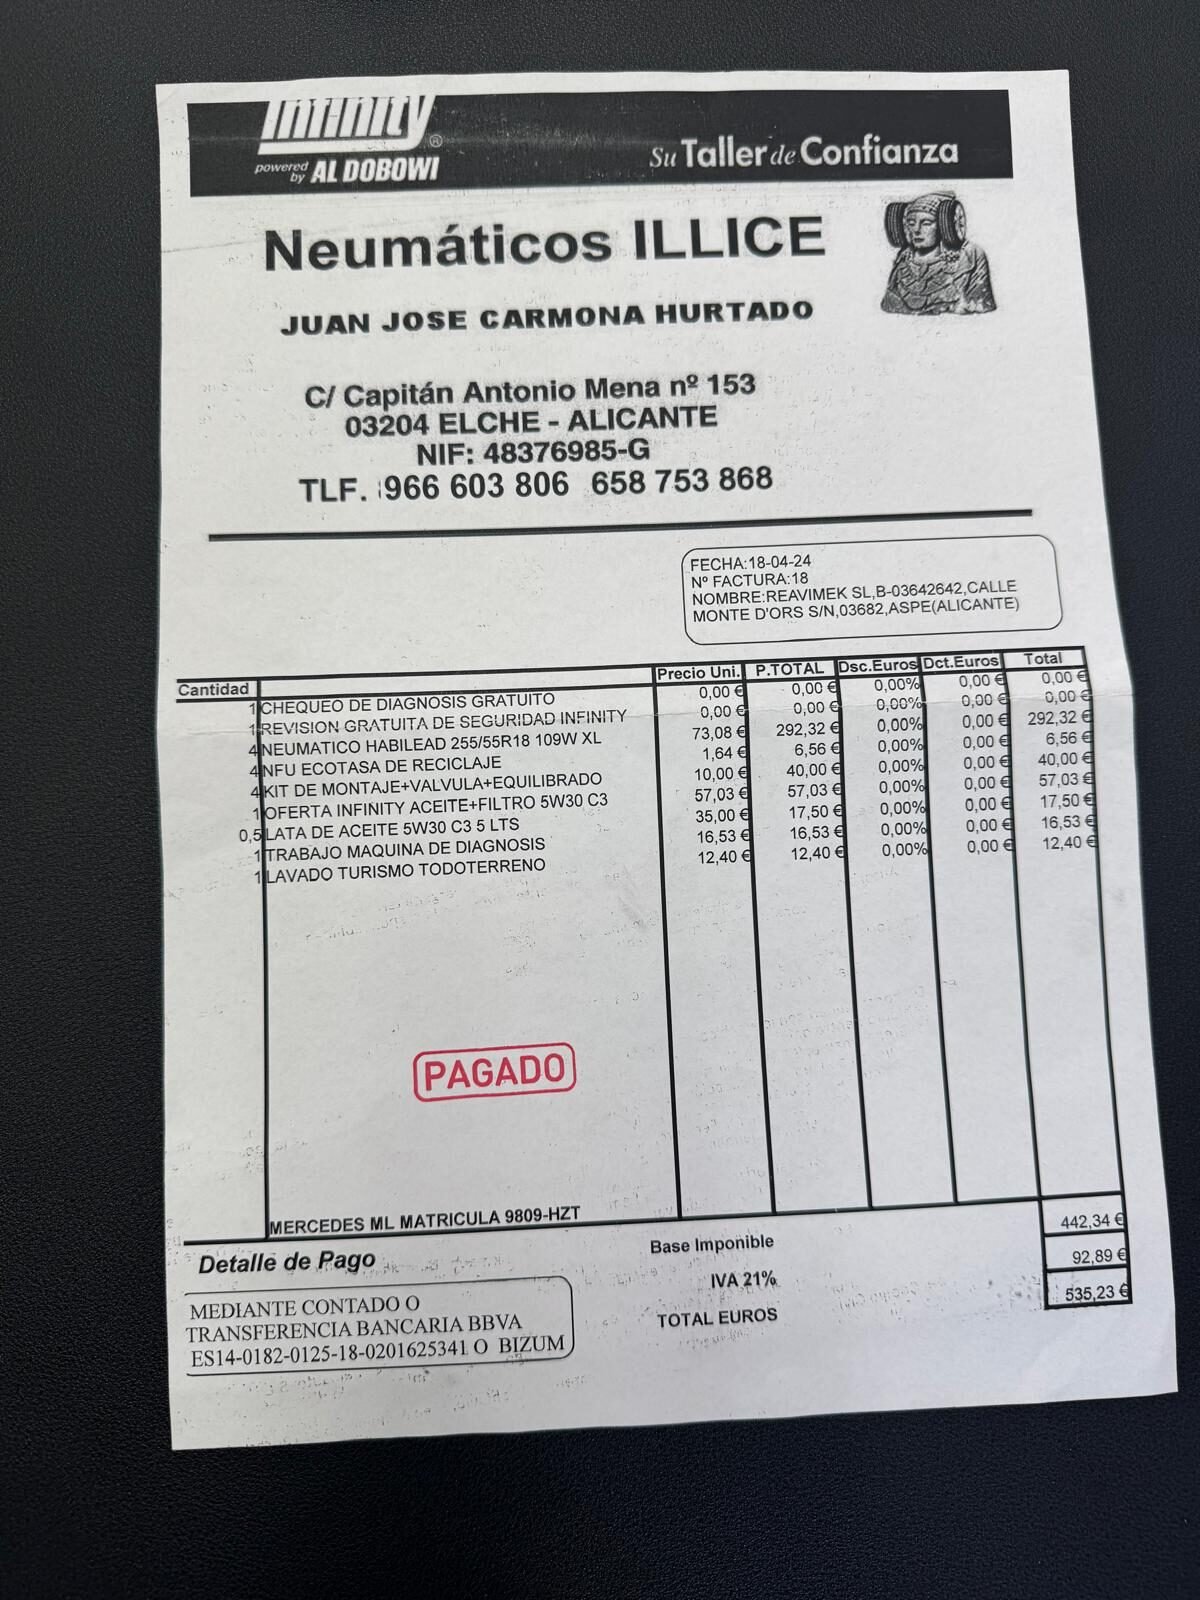 Infinity®
powered by AL DOBOWI
Su Taller de Confianza
Neumáticos ILLICE
JUAN JOSE CARMONA HURTADO
C/ Capitán Antonio Mena nº 153
03204 ELCHE - ALICANTE
NIF: 48376985-G
TLF. 966 603 806 658 753 868
FECHA:18-04-24
Nº FACTURA:18
NOMBRE:REAVIMEK SL,B-03642642,CALLE
MONTE D'ORS S/N,03682,ASPE(ALICANTE)
Cantidad Precio Uni. P.TOTAL Dsc.Euros Dct.Euros Total
1 CHEQUEO DE DIAGNOSIS GRATUITO 0,00 € 0,00 € 0,00% 0,00 € 0,00 €
1 REVISION GRATUITA DE SEGURIDAD INFINITY 0,00 € 0,00 € 0,00% 0,00 € 0,00 €
4 NEUMATICO HABILEAD 255/55R18 109W XL 73,08 € 292,32 € 0,00% 0,00 € 292,32 €
4 NFU ECOTASA DE RECICLAJE 1,64 € 6,56 € 0,00% 0,00 € 6,56 €
4 KIT DE MONTAJE+VALVULA+EQUILIBRADO 10,00 € 40,00 € 0,00% 0,00 € 40,00 €
1 OFERTA INFINITY ACEITE+FILTRO 5W30 C3 57,03 € 57,03 € 0,00% 0,00 € 57,03 €
0,5 LATA DE ACEITE 5W30 C3 5 LTS 35,00 € 17,50 € 0,00% 0,00 € 17,50 €
1 TRABAJO MAQUINA DE DIAGNOSIS 16,53 € 16,53 € 0,00% 0,00 € 16,53 €
1 LAVADO TURISMO TODOTERRENO 12,40 € 12,40 € 0,00% 0,00 € 12,40 €
PAGADO
MERCEDES ML MATRICULA 9809-HZT
Detalle de Pago
Base Imponible 442,34 €
IVA 21% 92,89 €
TOTAL EUROS 535,23 €
MEDIANTE CONTADO O
TRANSFERENCIA BANCARIA BBVA
ES14-0182-0125-18-0201625341 O BIZUM